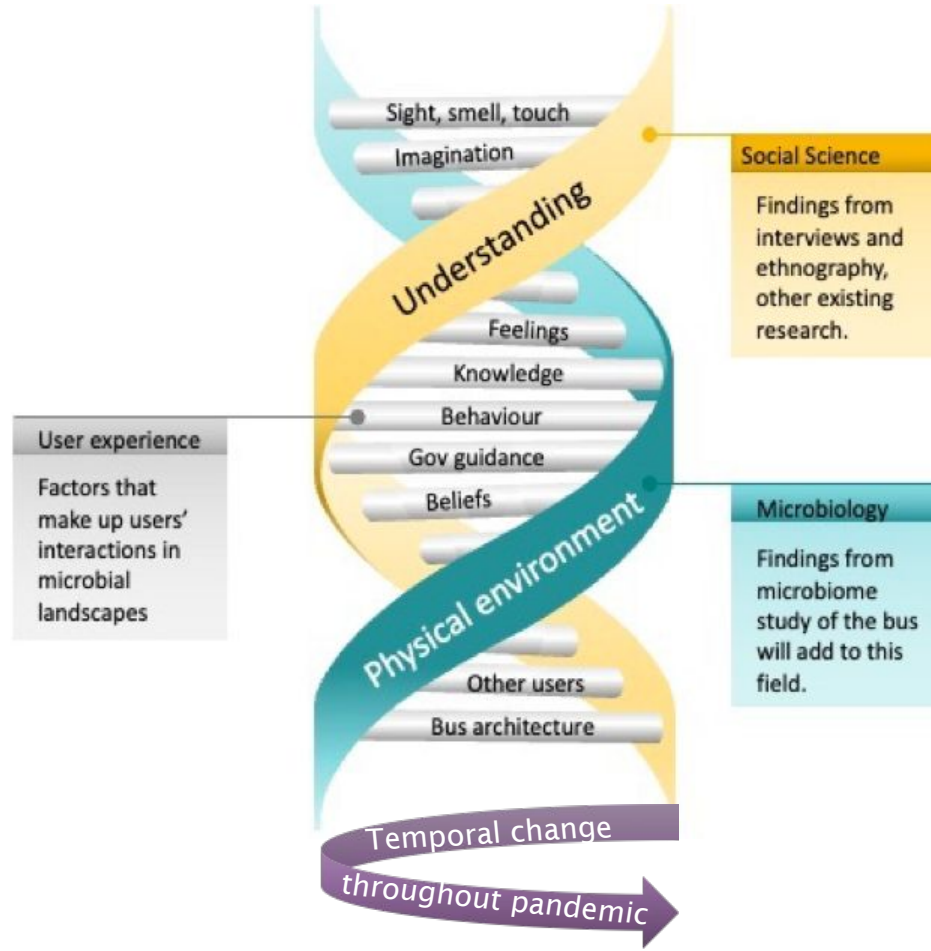 Sight, smell, touch
Imagination
Understanding
Social Science
Findings from
interviews and
ethnography,
other existing
research.
Feelings
Knowledge
Behaviour
Gov guidance
Beliefs
User experience
Factors that
make up users'
interactions in
microbial
landscapes
Physical environment
Microbiology
Findings from
microbiome
study of the bus
will add to this
field.
Other users
Bus architecture
Temporal change
throughout pandemic